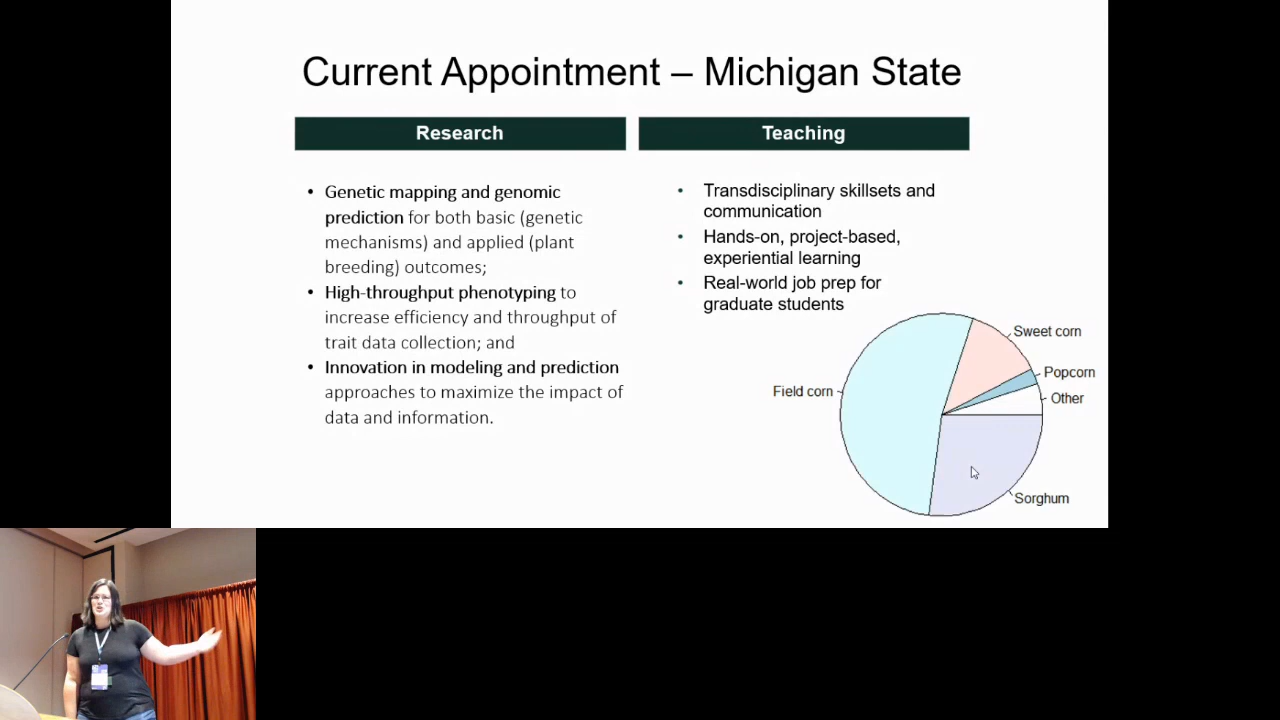 Current Appointment – Michigan State
Research
• Genetic mapping and genomic
prediction for both basic (genetic
mechanisms) and applied (plant
breeding) outcomes;
• High-throughput phenotyping to
increase efficiency and throughput of
trait data collection; and
• Innovation in modeling and prediction
approaches to maximize the impact of
data and information.
Teaching
• Transdisciplinary skillsets and
communication
• Hands-on, project-based,
experiential learning
• Real-world job prep for
graduate students
Sweet corn
Popcorn
Other
Field corn
Sorghum